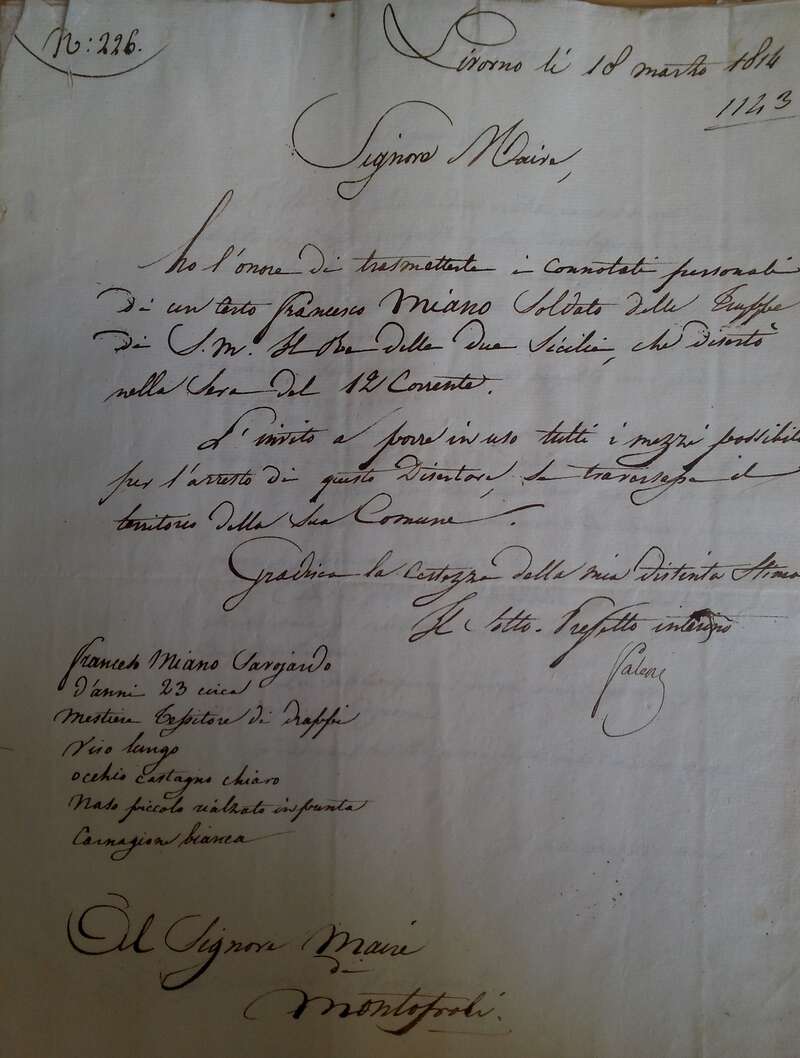 N: 226.
Livorno li 18 marzo 1814
1143
Signore Maire,
ho l'onore di trasmetterle i connotati personali
di un certo Francesco Miano Soldato delle Truppe
di S.M. Il Re delle due Sicilie, che disertò
nella Sera del 12 Corrente.
L'invito a porre in uso tutti i mezzi possibili
per l'arresto di questo Disertore, se traversasse il
territorio della Sua Comune.
Gradisca la certezza della mia distinta Stima
Il Sotto-Prefetto
Francesco Miano Savojardo
d'anni 23 circa
Mestiere Tessitore di drappi
Viso lungo
occhio castagno chiaro
Naso piccolo rialzato in punta
Carnagione bianca
Al Signore Maire
di